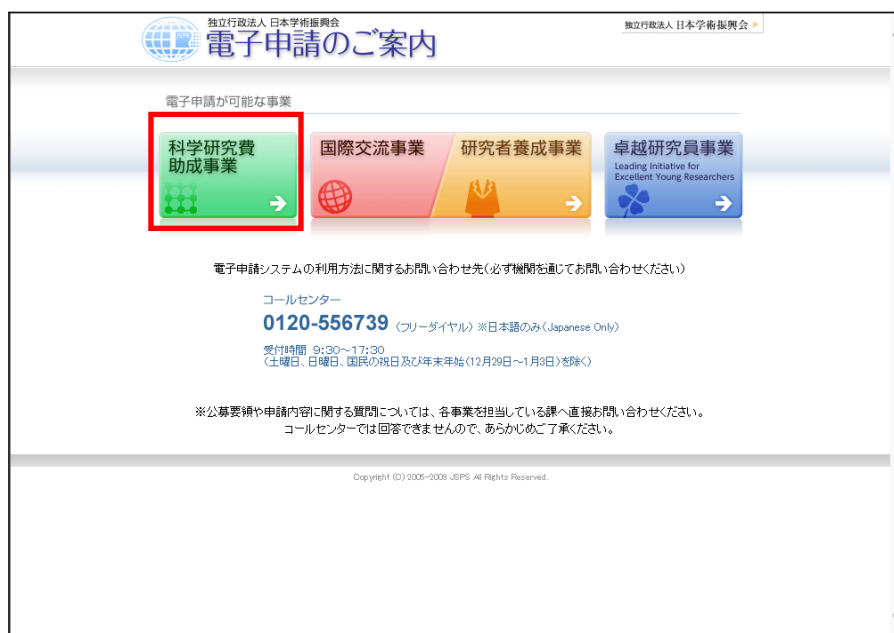 独立行政法人 日本学術振興会
電子申請のご案内
独立行政法人 日本学術振興会
電子申請が可能な事業
科学研究費
助成事業
国際交流事業
研究者養成事業
卓越研究員事業
Leading Initiative for
Excellent Young Researchers
電子申請システムの利用方法に関するお問い合わせ先(必ず機関を通じてお問い合わせください)
コールセンター
0120-556739 (フリーダイヤル) ※日本語のみ(Japanese Only)
受付時間 9:30~17:30
(土曜日、日曜日、国民の祝日及び年末年始(12月29日~1月3日)を除く)
※公募要領や申請内容に関する質問については、各事業を担当している課へ直接お問い合わせください。
コールセンターでは回答できませんので、あらかじめご了承ください。
Copyright (C) 2005-2009 JSPS All Rights Reserved.